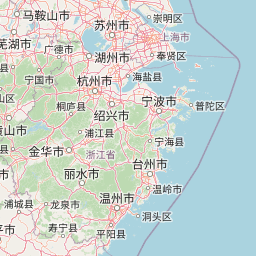 马鞍山市
苏州市
崇明区
上海市
芜湖市
广德市
湖州市
奉贤区
宁国市
杭州市
海盐县
桐庐县
绍兴市
宁波市
普陀区
黄山市
浦江县
金华市
浙江省
宁海县
台州市
丽水市
温岭市
浦城县
龙泉市
温州市
洞头区
寿宁县
平阳县